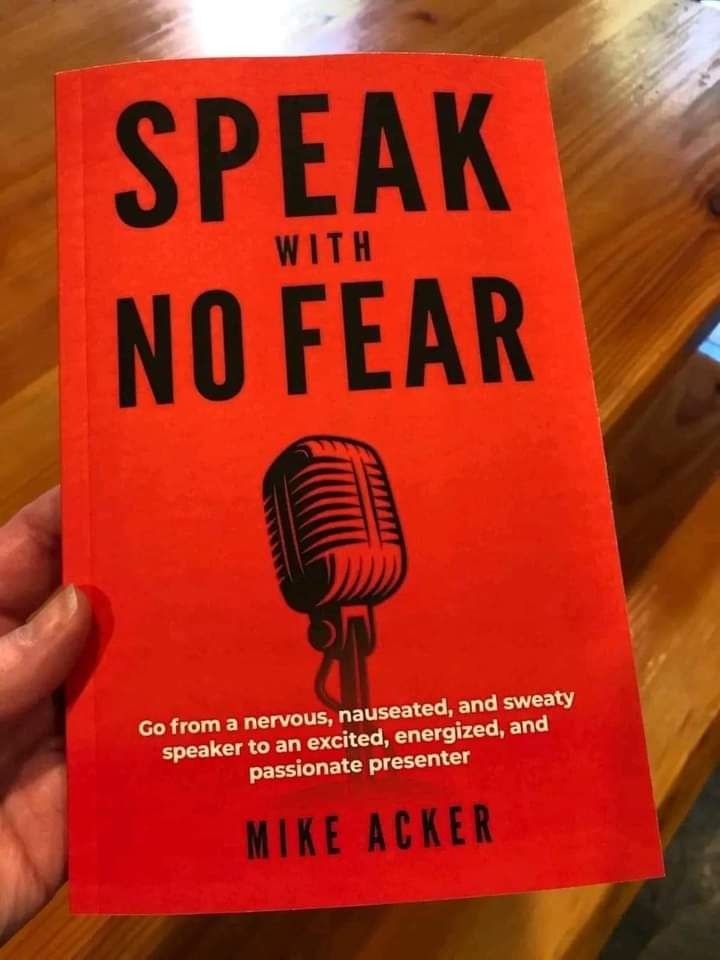 SPEAK
WITH
NO FEAR
Go from a nervous, nauseated, and sweaty
speaker to an excited, energized, and
passionate presenter
MIKE ACKER